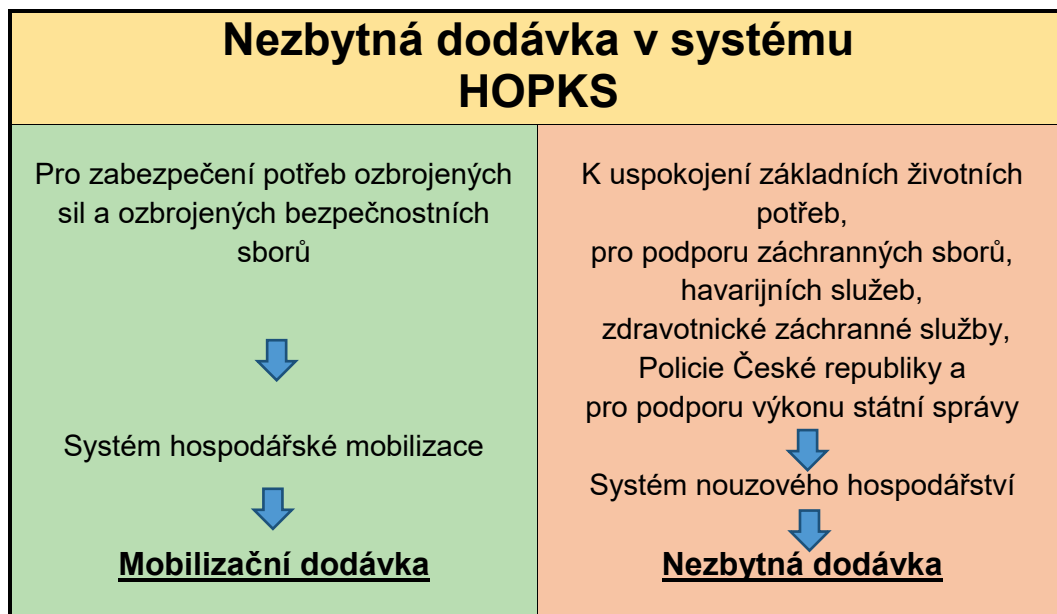 Nezbytná dodávka v systému
HOPKS
Pro zabezpečení potřeb ozbrojených
sil a ozbrojených bezpečnostních
sborů
Systém hospodářské mobilizace
Mobilizační dodávka
K uspokojení základních životních
potřeb,
pro podporu záchranných sborů,
havarijních služeb,
zdravotnické záchranné služby,
Policie České republiky a
pro podporu výkonu státní správy
Systém nouzového hospodářství
Nezbytná dodávka